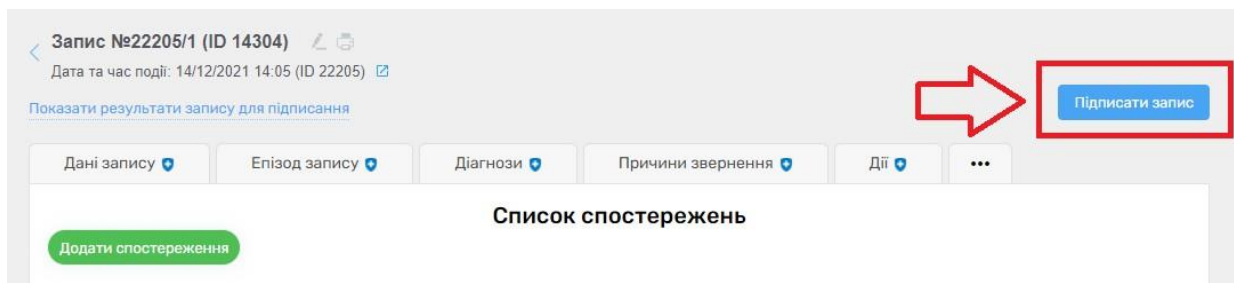 Запис №22205/1 (ID 14304)
Дата та час події: 14/12/2021 14:05 (ID 22205)
Показати результати запису для підписання
Підписати запис
Дані запису
Епізод запису
Діагнози
Причини звернення
Дії
•••
Список спостережень
Додати спостереження